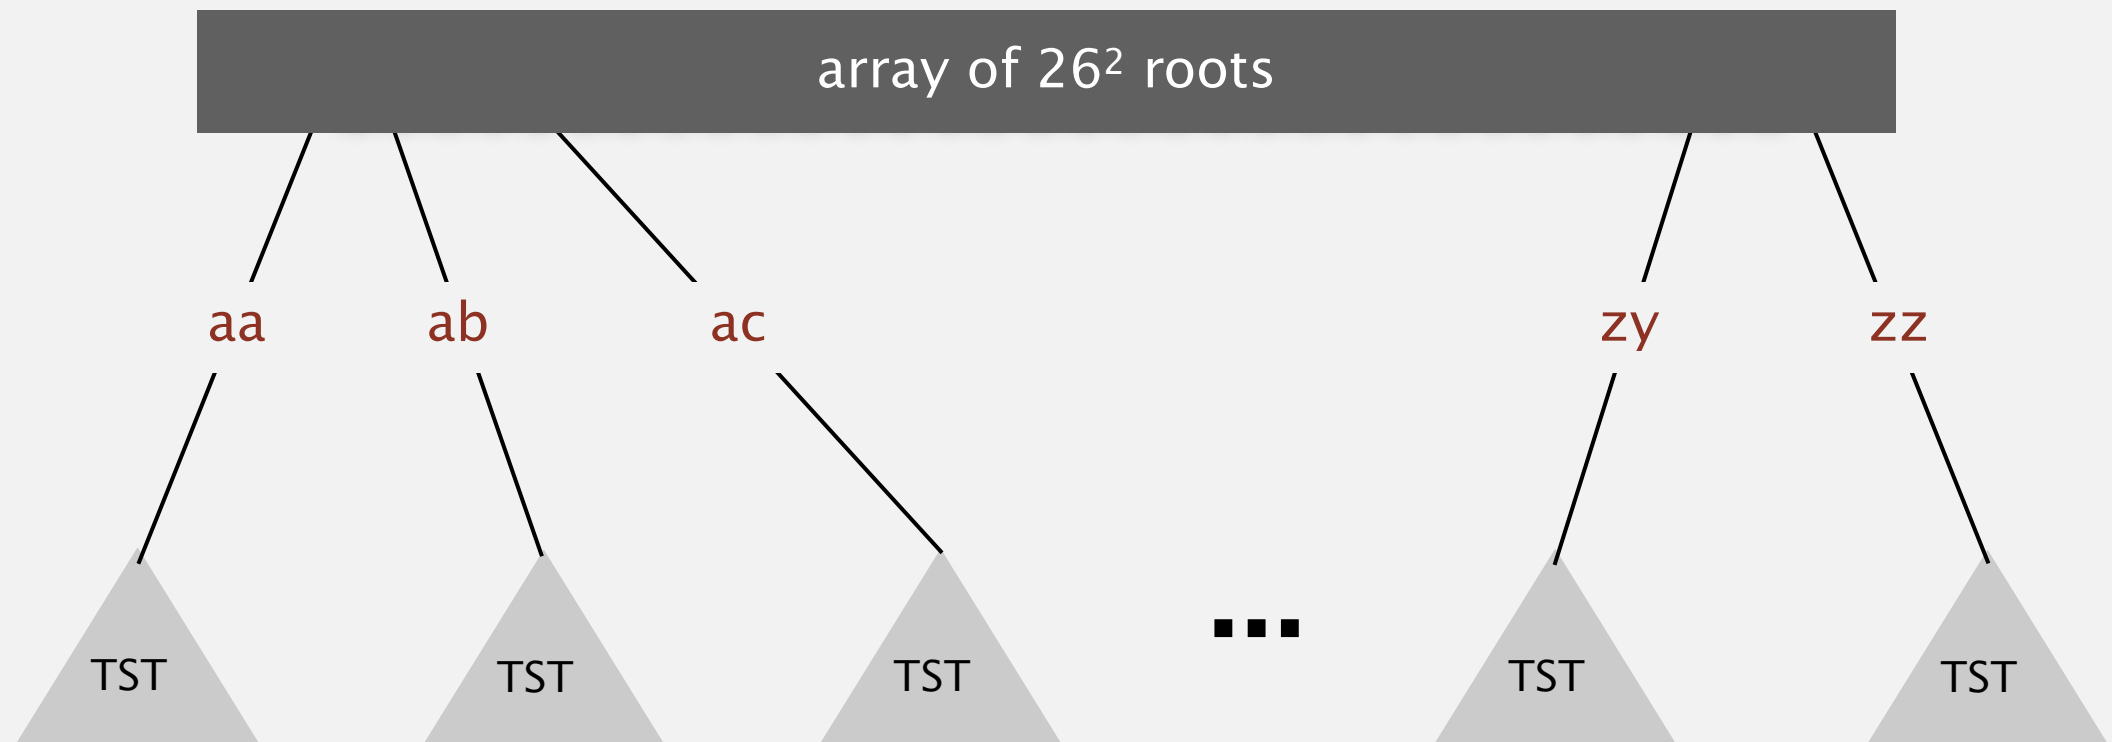 array of 26² roots
aa ab ac zy zz
...
TST TST TST TST TST